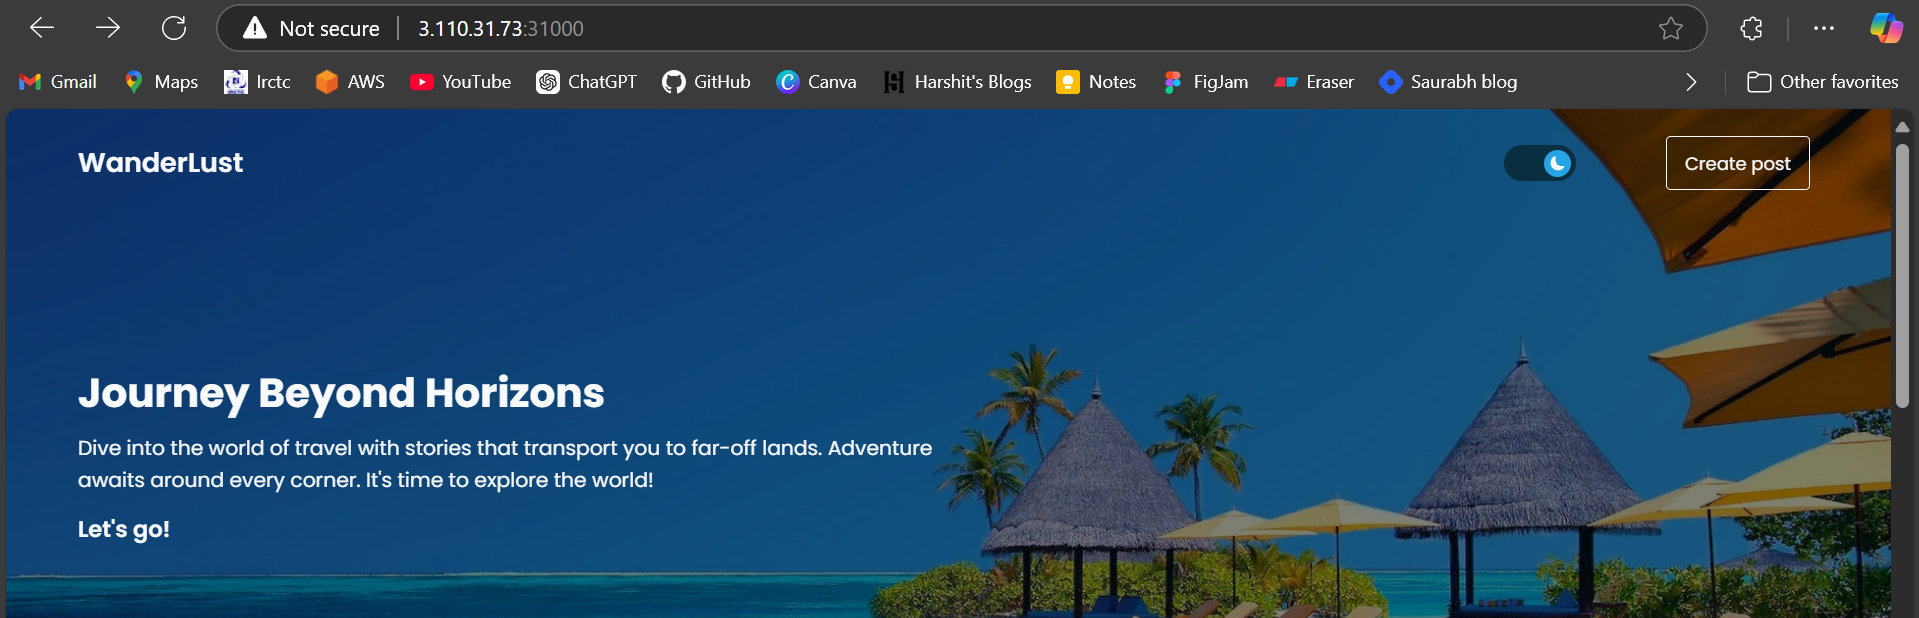 Not secure 3.110.31.73:31000
Gmail Maps Irctc AWS YouTube ChatGPT GitHub Canva Harshit's Blogs Notes FigJam Eraser Saurabh blog Other favorites
WanderLust
Create post
Journey Beyond Horizons
Dive into the world of travel with stories that transport you to far-off lands. Adventure
awaits around every corner. It's time to explore the world!
Let's go!